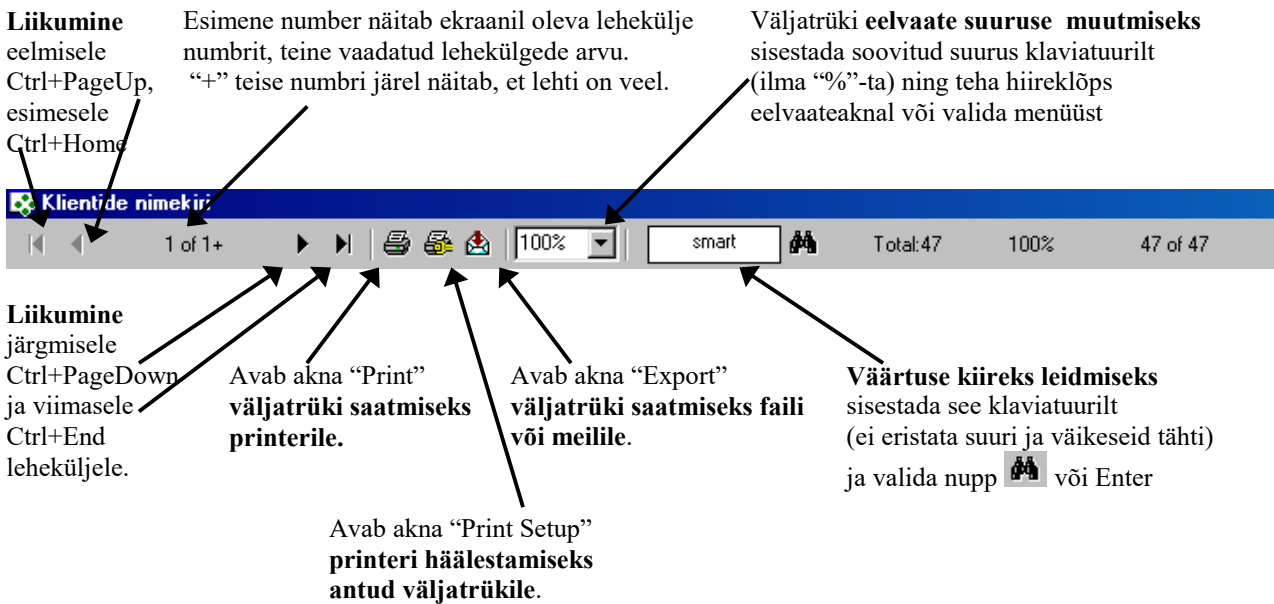 Liikumine
eelmisele
Ctrl+PageUp,
esimesele
Ctrl+Home
Esimene number näitab ekraanil oleva lehekülje
numbrit, teine vaadatud lehekülgede arvu.
“+” teise numbri järel näitab, et lehti on veel.
Väljatrüki eelvaate suuruse muutmiseks
sisestada soovitud suurus klaviatuurilt
(ilma “%”-ta) ning teha hiireklõps
eelvaateaknal või valida menüüst
Klientide nimekiri
1 of 1+ 100% smart Total:47 100% 47 of 47
Liikumine
järgmisele
Ctrl+PageDown
ja viimasele
Ctrl+End
leheküljele.
Avab akna “Print”
väljatrüki saatmiseks
printerile.
Avab akna “Export”
väljatrüki saatmiseks faili
või meilile.
Väärtuse kiireks leidmiseks
sisestada see klaviatuurilt
(ei eristata suuri ja väikeseid tähti)
ja valida nupp või Enter
Avab akna “Print Setup”
printeri häälestamiseks
antud väljatrükile.